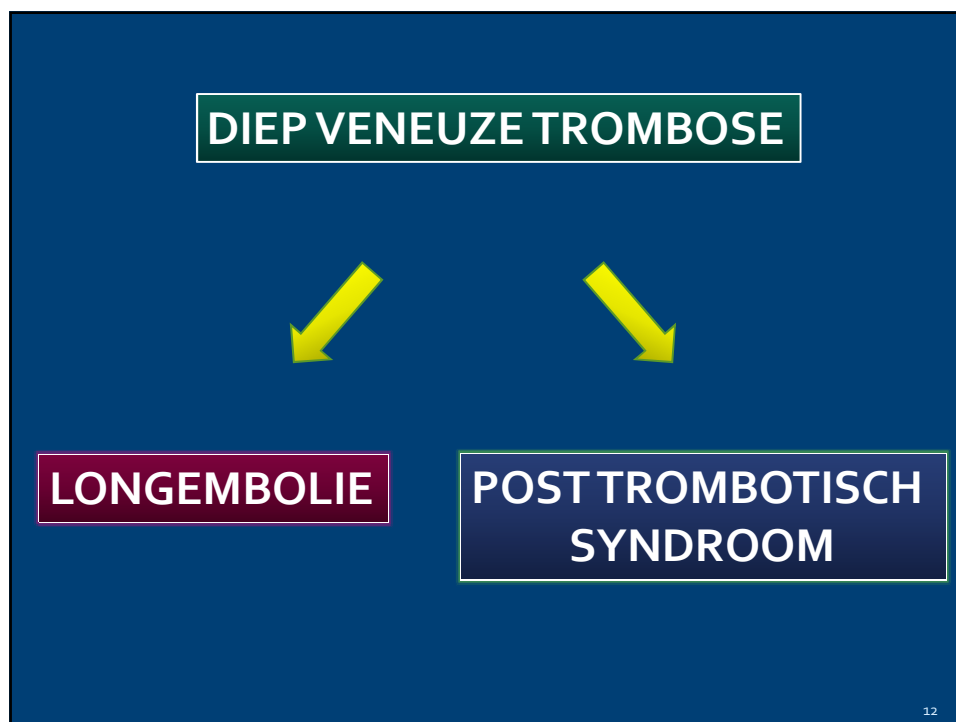 DIEP VENEUZE TROMBOSE
LONGEMBOLIE
POST TROMBOTISCH
SYNDROOM
12